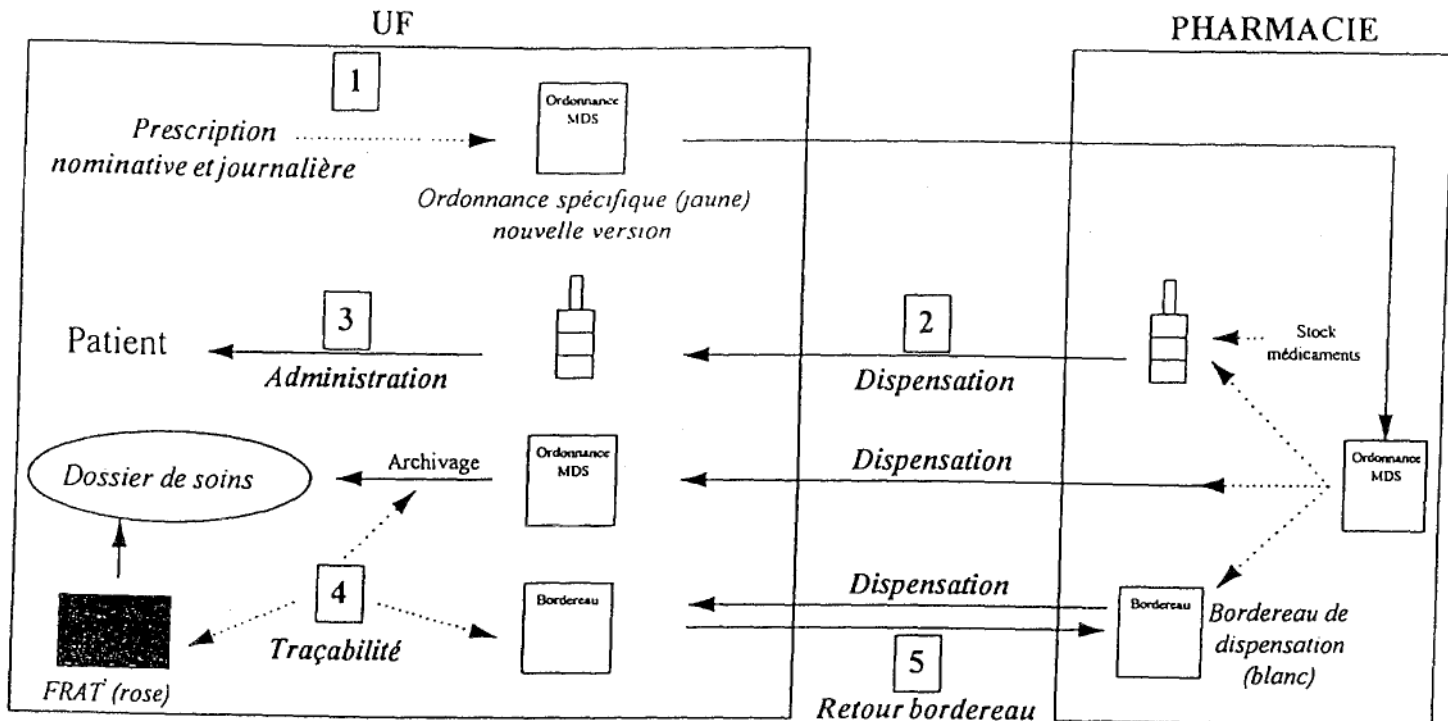 UF
PHARMACIE
1
Ordonnance
MDS
Prescription
nominative et journalière
Ordonnance spécifique (jaune)
nouvelle version
3
2
Patient
Stock
médicaments
Administration
Dispensation
Dossier de soins
Archivage
Ordonnance
MDS
Dispensation
Ordonnance
MDS
4
Traçabilité
Bordereau
Dispensation
Bordereau
Bordereau de
dispensation
(blanc)
FRAT (rose)
5
Retour bordereau